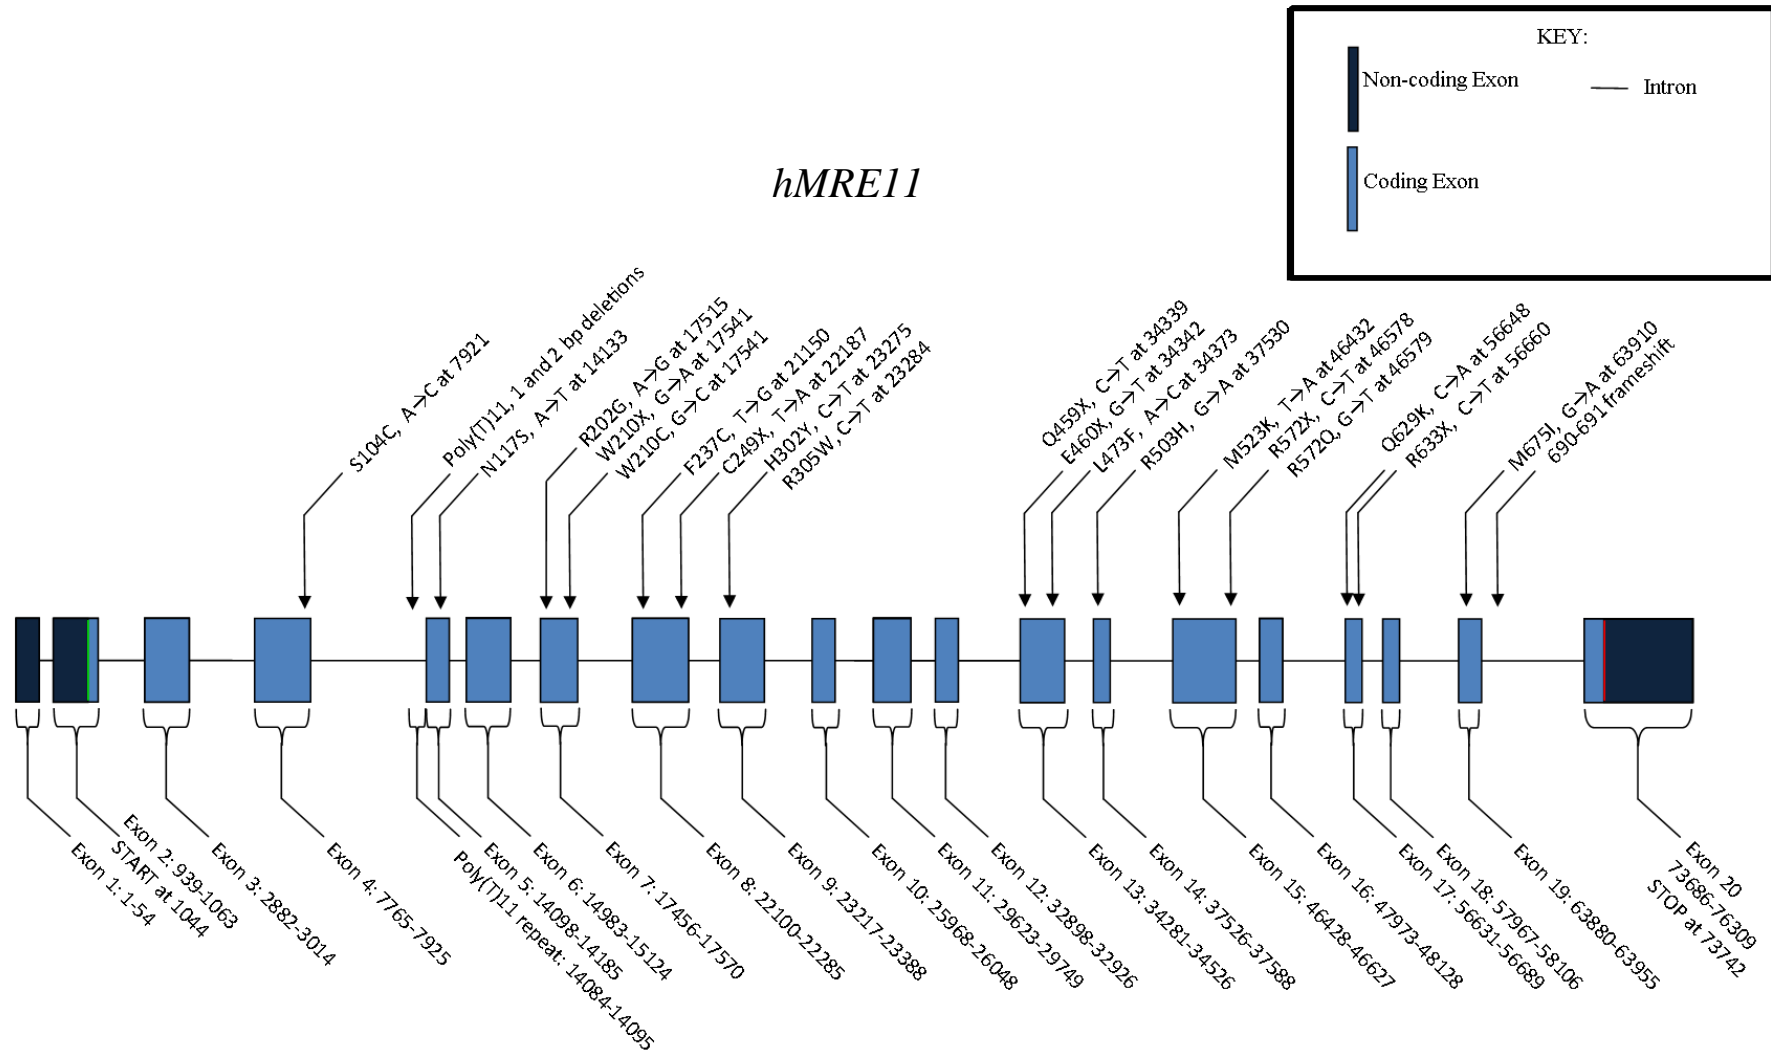 KEY:
Non-coding Exon
Intron
Coding Exon
hMRE11
S104C, A→C at 7921
Poly(T)11, 1 and 2 bp deletions
N117S, A→T at 14133
R202G, A→G at 17515
W210X, G→A at 17541
W210C, G→C at 17541
F237C, T→G at 21150
C249X, T→A at 22187
H302Y, C→T at 23275
R305W, C→T at 23284
Q459X, C→T at 34339
E460X, G→T at 34342
L473F, A→C at 34373
R503H, G→A at 37530
M523K, T→A at 46432
R572X, C→T at 46578
R572Q, G→T at 46579
Q629K, C→A at 56648
R633X, C→T at 56660
M675I, G→A at 63910
690-691 frameshift
Exon 1: 1-54
Exon 2: 939-1063
START at 1044
Exon 3: 2882-3014
Exon 4: 7765-7925
Poly(T)11 repeat: 14084-14095
Exon 5: 14098-14185
Exon 6: 14983-15124
Exon 7: 17456-17570
Exon 8: 22100-22285
Exon 9: 23217-23388
Exon 10: 25968-26048
Exon 11: 29623-29749
Exon 12: 32898-32926
Exon 13: 34281-34526
Exon 14: 37526-37588
Exon 15: 46428-46627
Exon 16: 47973-48128
Exon 17: 56631-56689
Exon 18: 57967-58106
Exon 19: 63880-63955
Exon 20
73686-76309
STOP at 73742